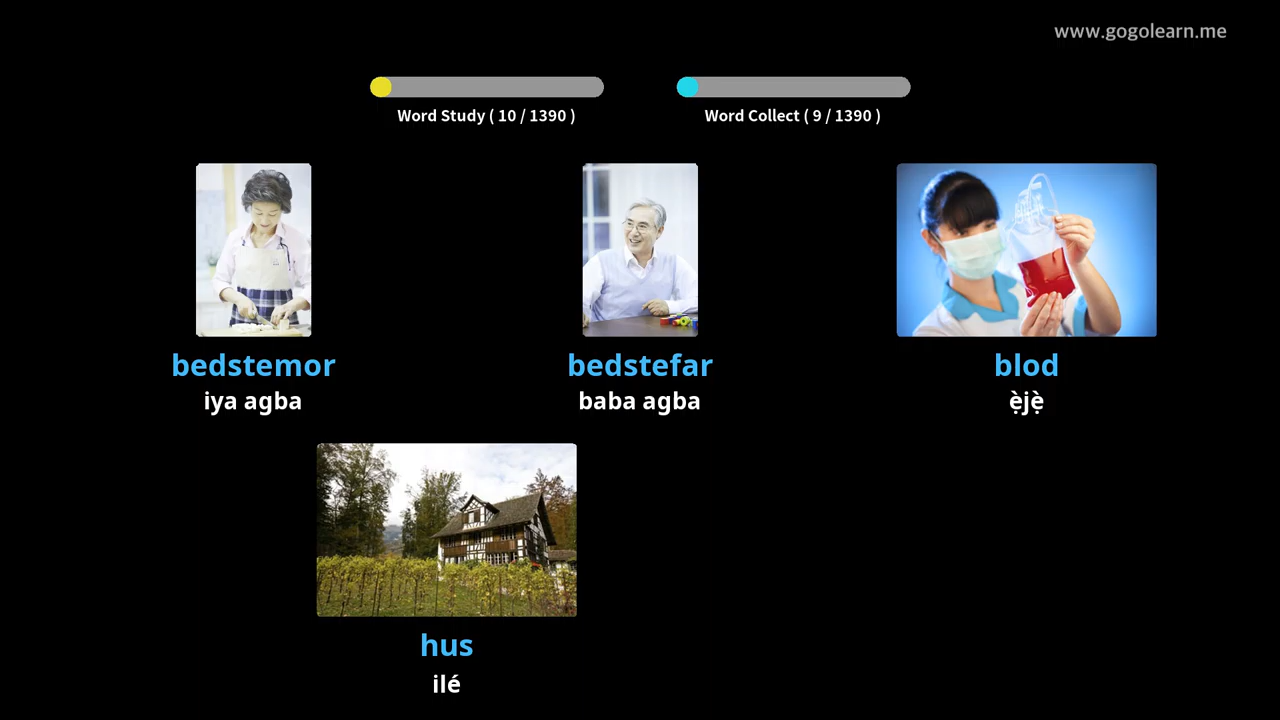 www.gogolearn.me
Word Study ( 10 / 1390 )
Word Collect ( 9 / 1390 )
bedstemor
iya agba
bedstefar
baba agba
blod
ẹ̀jẹ̀
hus
ilé